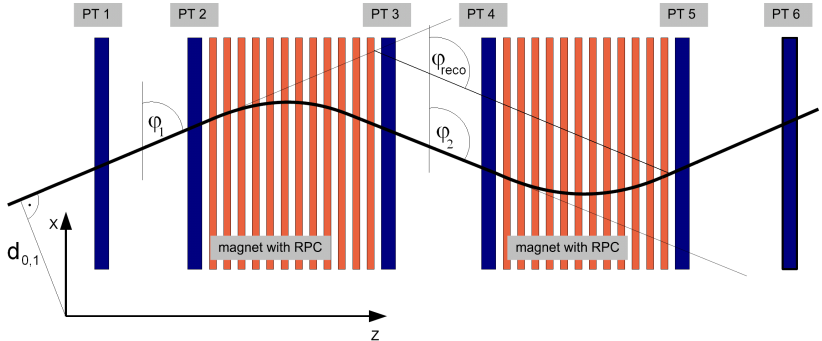 PT 1 PT 2 PT 3 PT 4 PT 5 PT 6
φreco
φ1 φ2
x
d0,1
magnet with RPC magnet with RPC
z